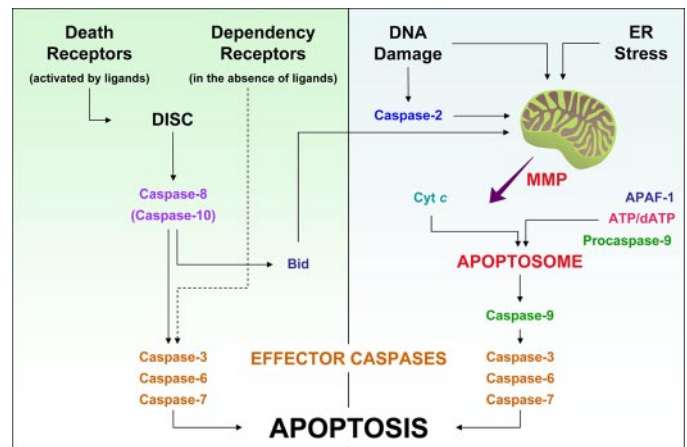 Death
Receptors
(activated by ligands)
Dependency
Receptors
(in the absence of ligands)
DISC
Caspase-8
(Caspase-10)
Bid
Caspase-3
Caspase-6
Caspase-7
DNA
Damage
ER
Stress
Caspase-2
MMP
Cyt c
APAF-1
ATP/dATP
Procaspase-9
APOPTOSOME
Caspase-9
EFFECTOR CASPASES
Caspase-3
Caspase-6
Caspase-7
APOPTOSIS